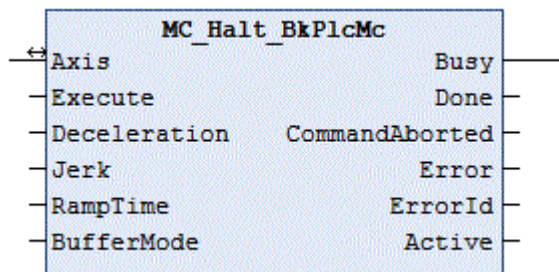 MC_Halt_BkPlcMc
Axis Busy
Execute Done
Deceleration CommandAborted
Jerk Error
RampTime ErrorId
BufferMode Active